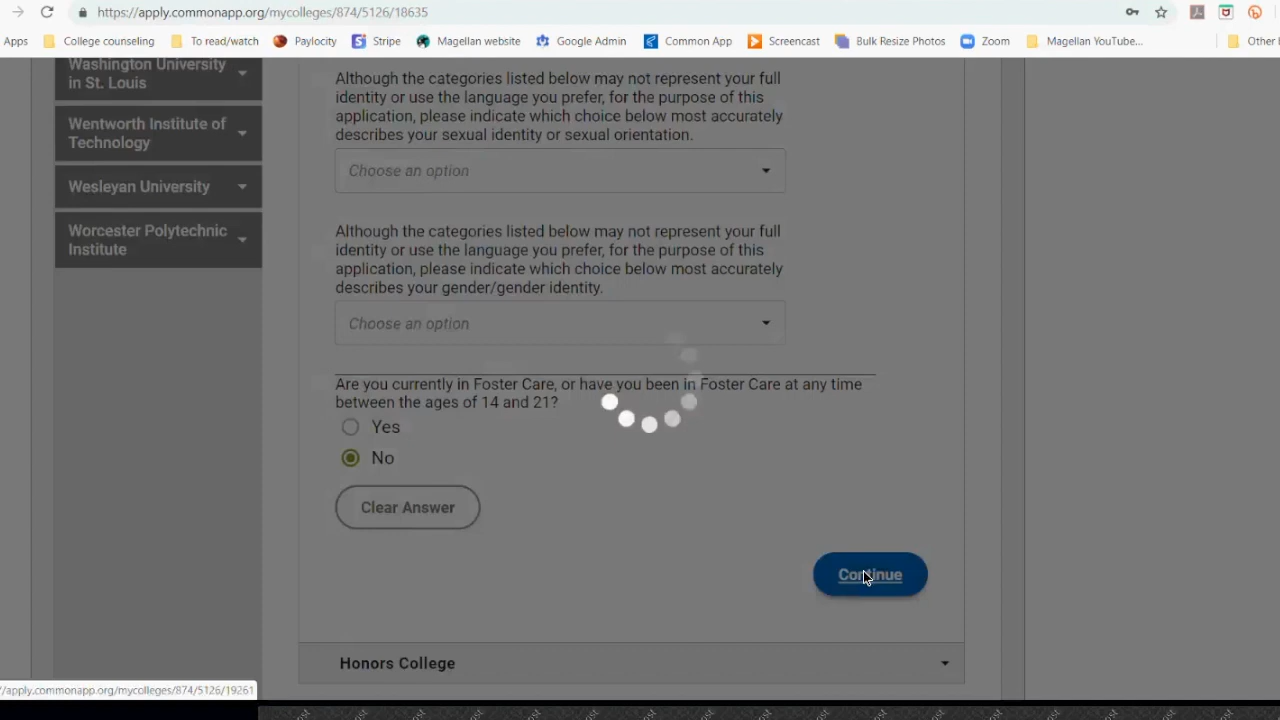 https://apply.commonapp.org/mycolleges/874/5126/18635
Apps College counseling To read/watch Paylocity Stripe Magellan website Google Admin Common App Screencast Bulk Resize Photos Zoom Magellan YouTube... Other
Washington University
in St. Louis
Wentworth Institute of
Technology
Wesleyan University
Worcester Polytechnic
Institute
Although the categories listed below may not represent your full
identity or use the language you prefer, for the purpose of this
application, please indicate which choice below most accurately
describes your sexual identity or sexual orientation.
Choose an option
Although the categories listed below may not represent your full
identity or use the language you prefer, for the purpose of this
application, please indicate which choice below most accurately
describes your gender/gender identity.
Choose an option
Are you currently in Foster Care, or have you been in Foster Care at any time
between the ages of 14 and 21?
Yes
No
Clear Answer
Continue
Honors College
/apply.commonapp.org/mycolleges/874/5126/19261